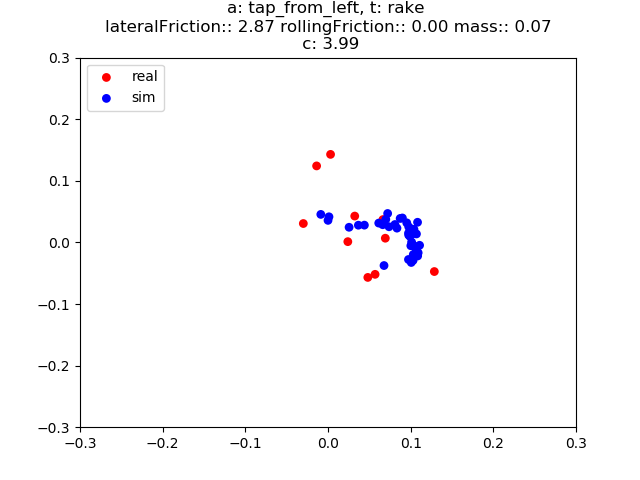 a: tap_from_left, t: rake
lateralFriction:: 2.87 rollingFriction:: 0.00 mass:: 0.07
c: 3.99
real
sim
0.3
0.2
0.1
0.0
−0.1
−0.2
−0.3
−0.3 −0.2 −0.1 0.0 0.1 0.2 0.3